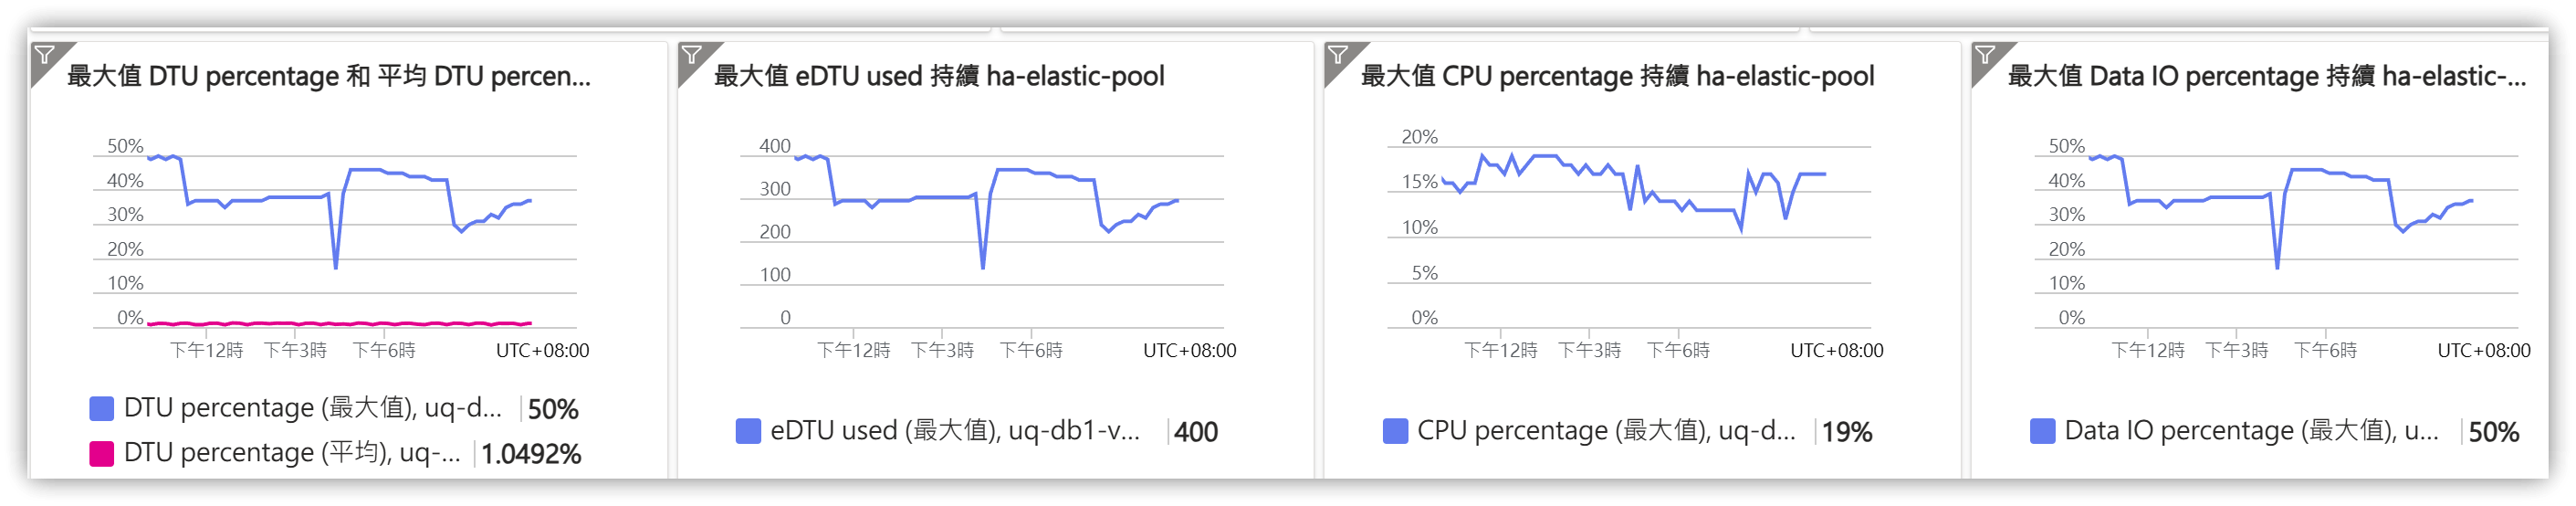 最大值 DTU percentage 和 平均 DTU percen...
50%
40%
30%
20%
10%
0%
下午12時 下午3時 下午6時 UTC+08:00
DTU percentage (最大值), uq-d... 50%
DTU percentage (平均), uq-... 1.0492%
最大值 eDTU used 持續 ha-elastic-pool
400
300
200
100
0
下午12時 下午3時 下午6時 UTC+08:00
eDTU used (最大值), uq-db1-v... 400
最大值 CPU percentage 持續 ha-elastic-pool
20%
15%
10%
5%
0%
下午12時 下午3時 下午6時 UTC+08:00
CPU percentage (最大值), uq-d... 19%
最大值 Data IO percentage 持續 ha-elastic-...
50%
40%
30%
20%
10%
0%
下午12時 下午3時 下午6時 UTC+08:00
Data IO percentage (最大值), u... 50%